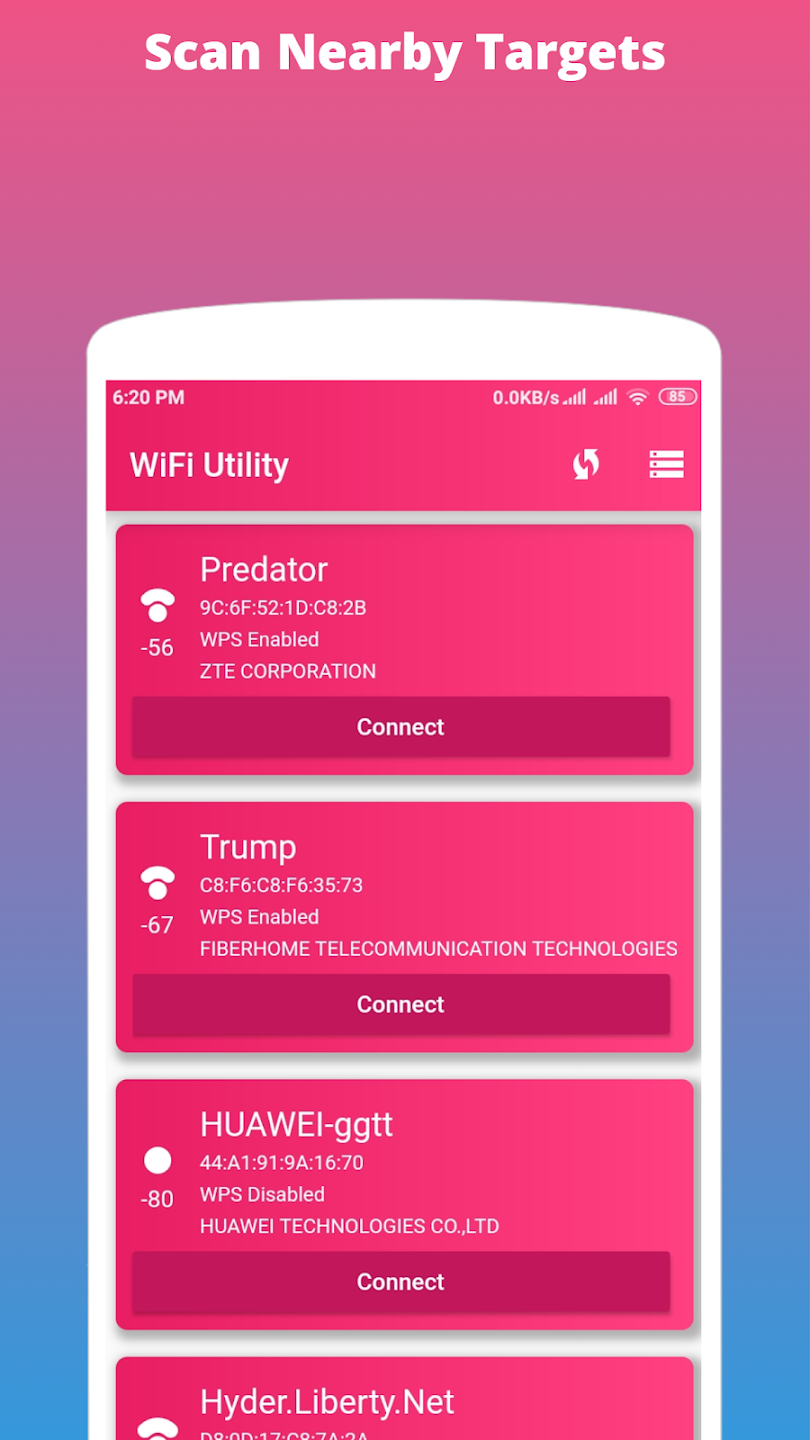 Scan Nearby Targets
6:20 PM 0.0KB/s 85
WiFi Utility
Predator
9C:6F:52:1D:C8:2B
-56
WPS Enabled
ZTE CORPORATION
Connect
Trump
C8:F6:C8:F6:35:73
-67
WPS Enabled
FIBERHOME TELECOMMUNICATION TECHNOLOGIES
Connect
HUAWEI-ggtt
44:A1:91:9A:16:70
-80
WPS Disabled
HUAWEI TECHNOLOGIES CO.,LTD
Connect
Hyder.Liberty.Net